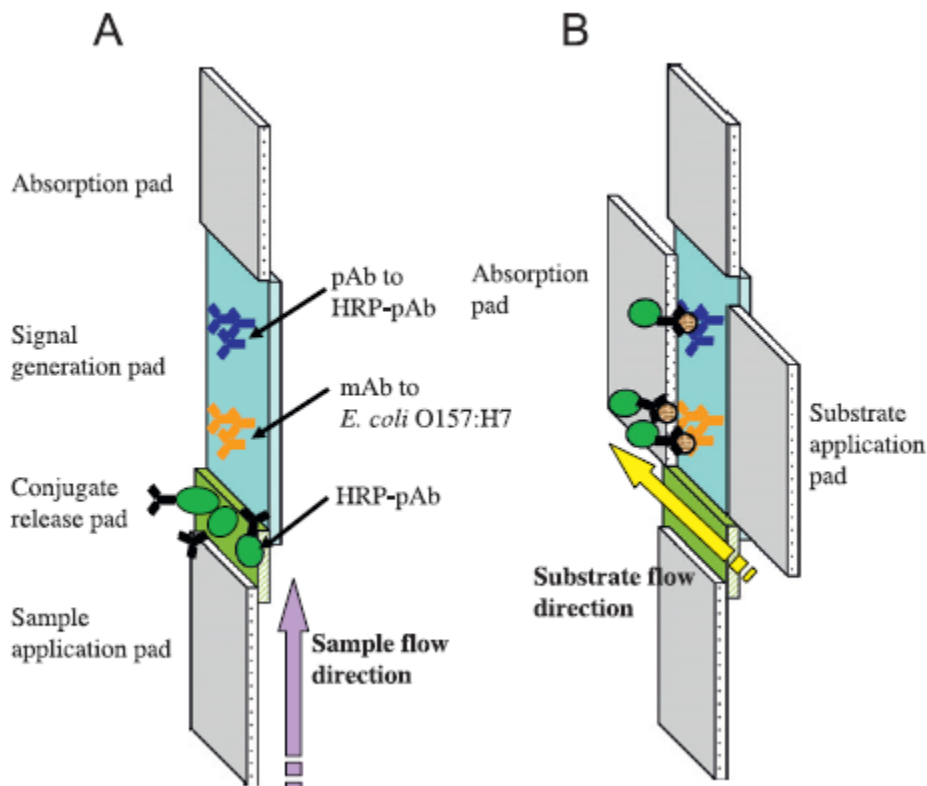 A
Absorption pad
pAb to
HRP-pAb
Signal
generation pad
mAb to
E. coli O157:H7
Conjugate
release pad
HRP-pAb
Sample
application pad
Sample flow
direction
B
Absorption
pad
Substrate
application
pad
Substrate flow
direction